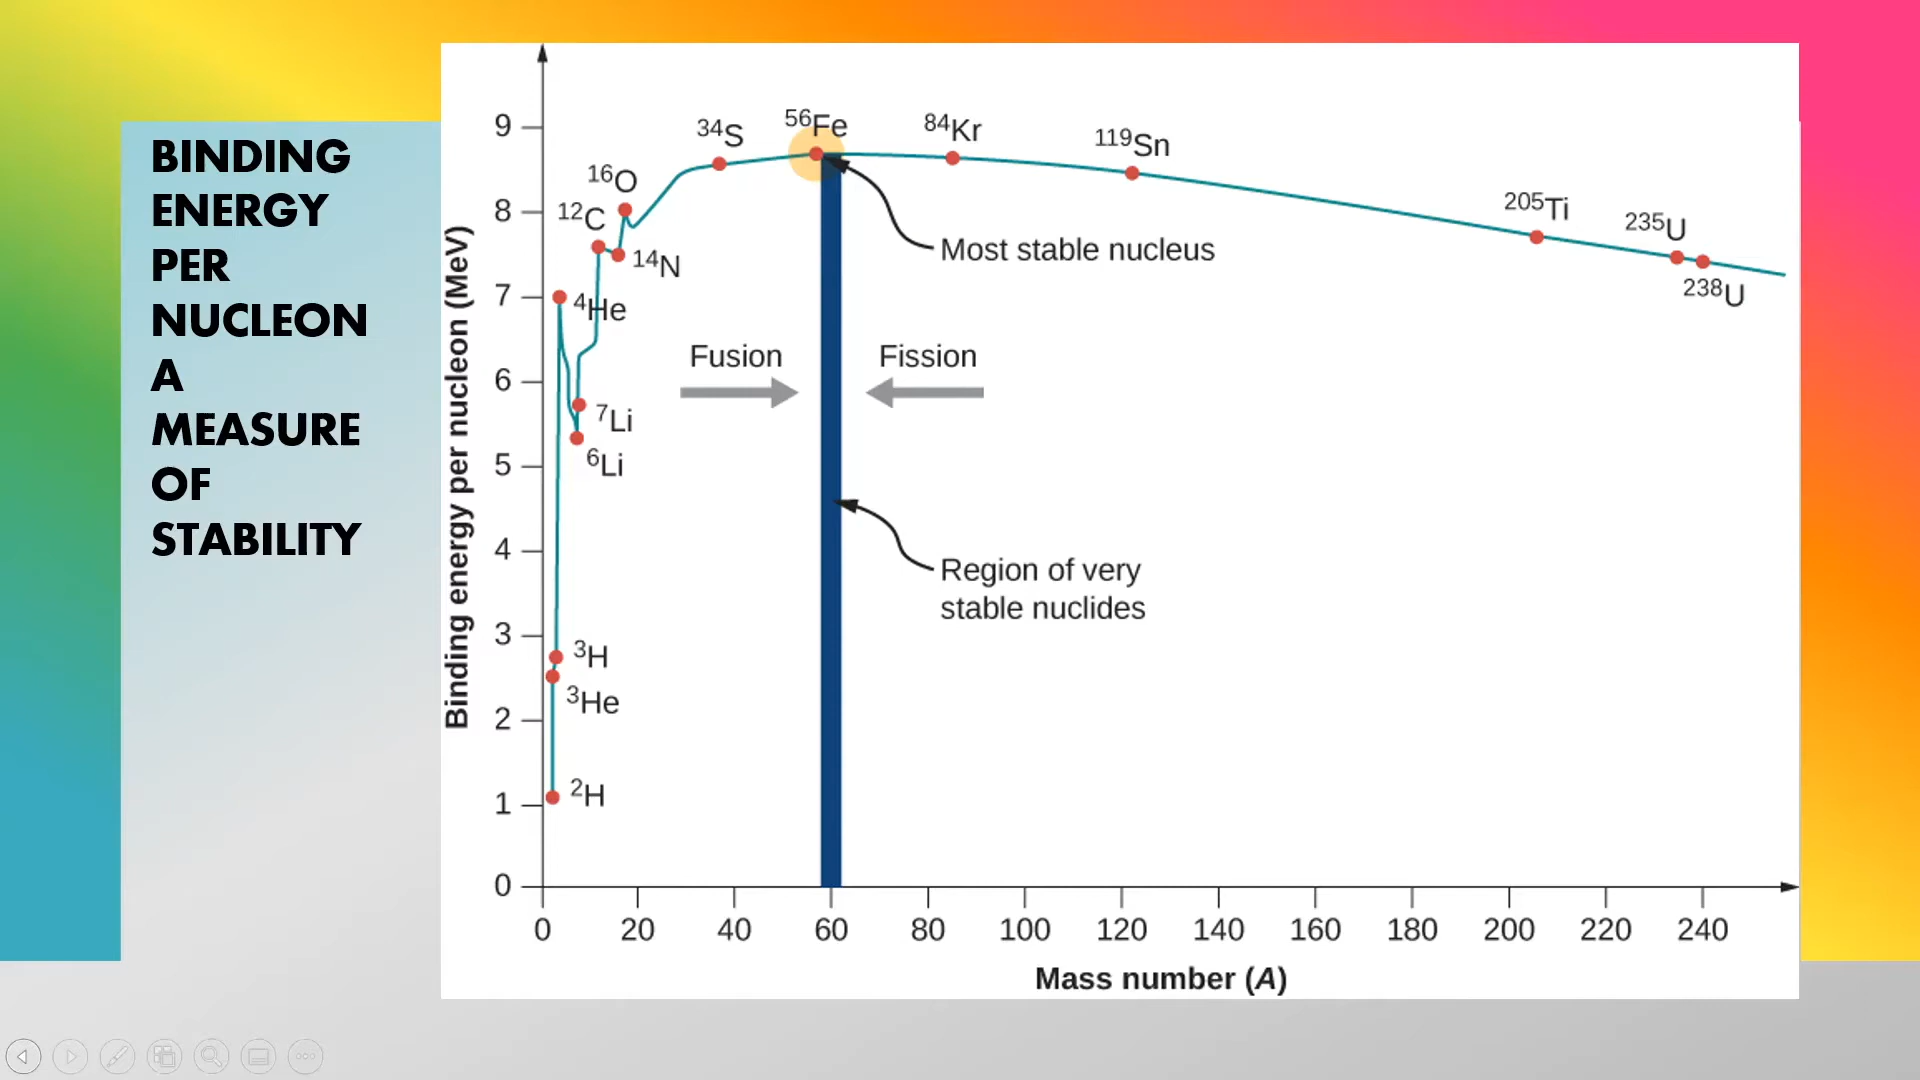 BINDING
ENERGY
PER
NUCLEON
A
MEASURE
OF
STABILITY
Binding energy per nucleon (MeV)
9
8
7
6
5
4
3
2
1
0
⁵⁶Fe
³⁴S
⁸⁴Kr
¹¹⁹Sn
¹⁶O
¹²C
¹⁴N
²⁰⁵Ti
²³⁵U
²³⁸U
Most stable nucleus
⁴He
Fusion
Fission
⁷Li
⁶Li
Region of very
stable nuclides
³H
³He
²H
0 20 40 60 80 100 120 140 160 180 200 220 240
Mass number (A)